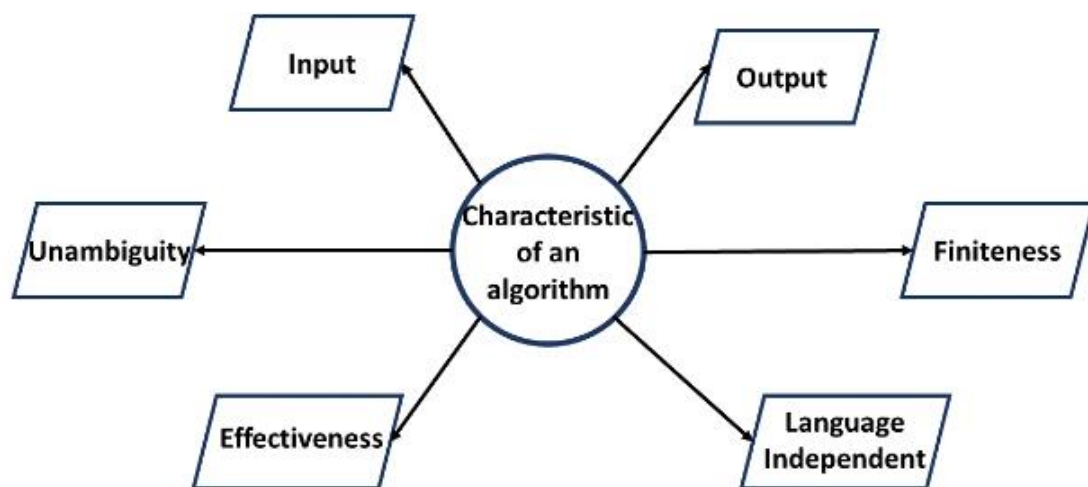 Input
Output
Characteristic
of an
algorithm
Unambiguity
Finiteness
Effectiveness
Language
Independent